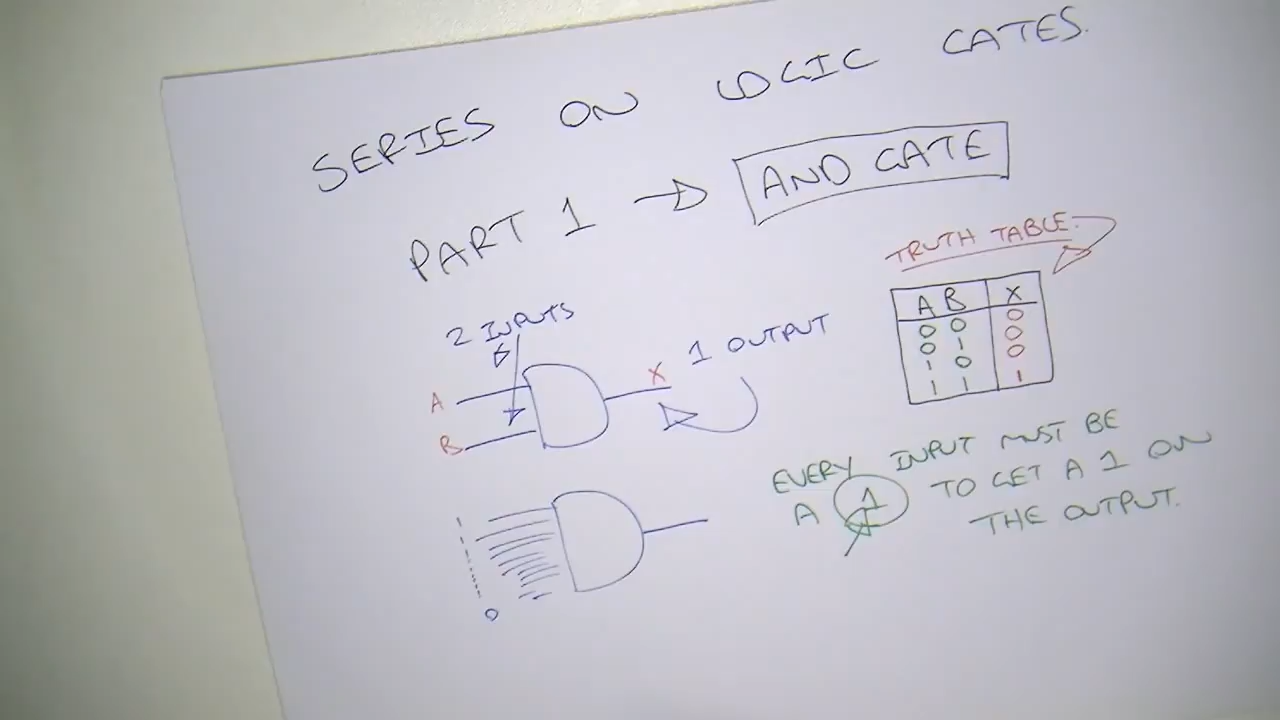 SERIES ON LOGIC GATES.
PART 1 → AND GATE
TRUTH TABLE.
A B X
0 0 0
0 1 0
1 0 0
1 1 1
2 INPUTS
1 OUTPUT
A
X
B
EVERY INPUT MUST BE
A 1 TO GET A 1 ON
THE OUTPUT.